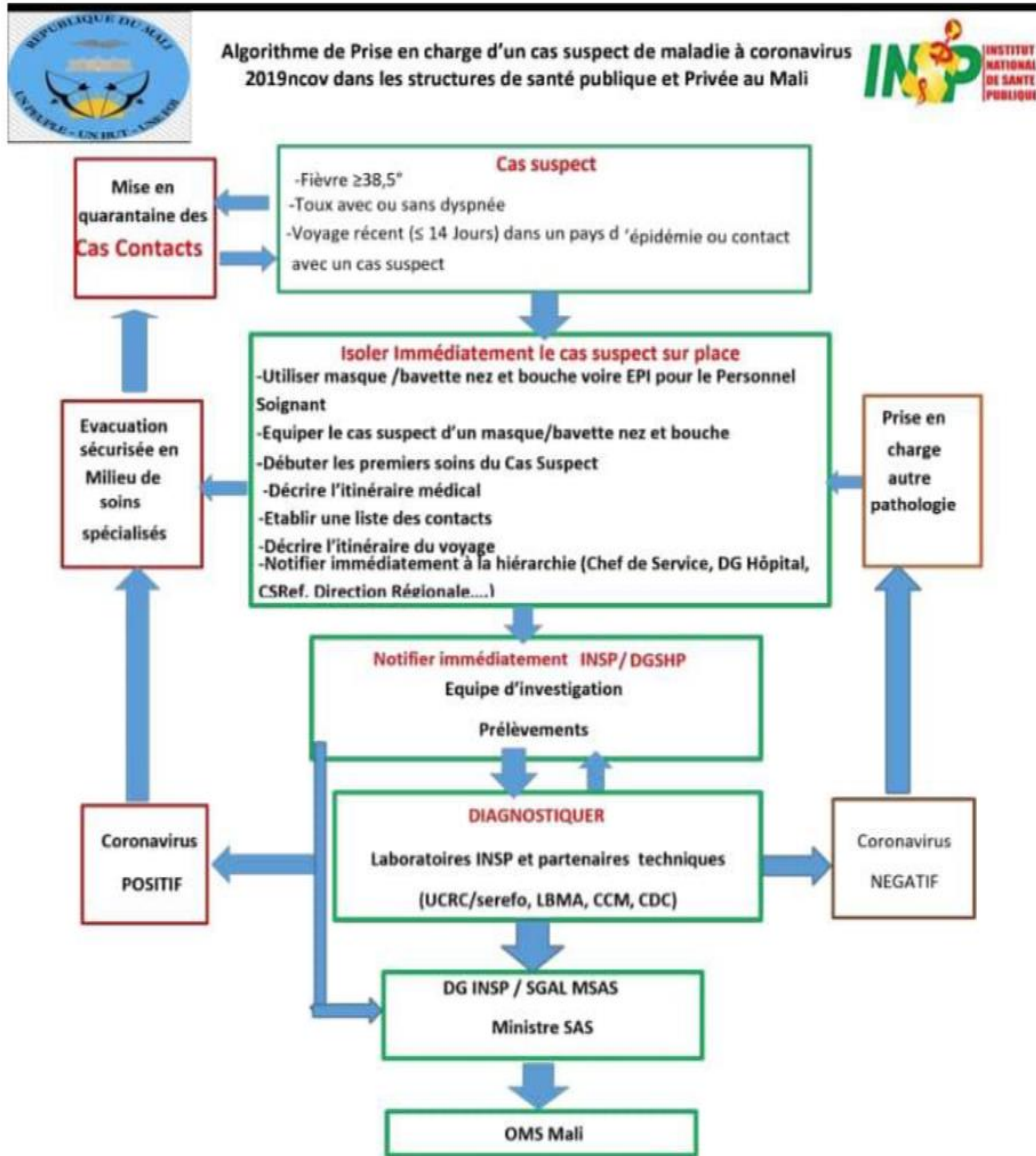 REPUBLIQUE DU MALI
UN PEUPLE - UN BUT - UNE FOI
Algorithme de Prise en charge d'un cas suspect de maladie à coronavirus
2019ncov dans les structures de santé publique et Privée au Mali
INSP
INSTITUT
NATIONAL
DE SANTE
PUBLIQUE
Mise en
quarantaine des
Cas Contacts
Cas suspect
-Fièvre ≥38,5°
-Toux avec ou sans dyspnée
-Voyage récent (≤ 14 Jours) dans un pays d 'épidémie ou contact
avec un cas suspect
Isoler Immédiatement le cas suspect sur place
-Utiliser masque /bavette nez et bouche voire EPI pour le Personnel
Soignant
-Equiper le cas suspect d'un masque/bavette nez et bouche
-Débuter les premiers soins du Cas Suspect
-Décrire l'itinéraire médical
-Etablir une liste des contacts
-Décrire l'itinéraire du voyage
-Notifier immédiatement à la hiérarchie (Chef de Service, DG Hôpital,
CSRef, Direction Régionale....)
Evacuation
sécurisée en
Milieu de
soins
spécialisés
Prise en
charge
autre
pathologie
Notifier immédiatement INSP/ DGSHP
Equipe d'investigation
Prélèvements
Coronavirus
POSITIF
DIAGNOSTIQUER
Laboratoires INSP et partenaires techniques
(UCRC/serefo, LBMA, CCM, CDC)
Coronavirus
NEGATIF
DG INSP / SGAL MSAS
Ministre SAS
OMS Mali